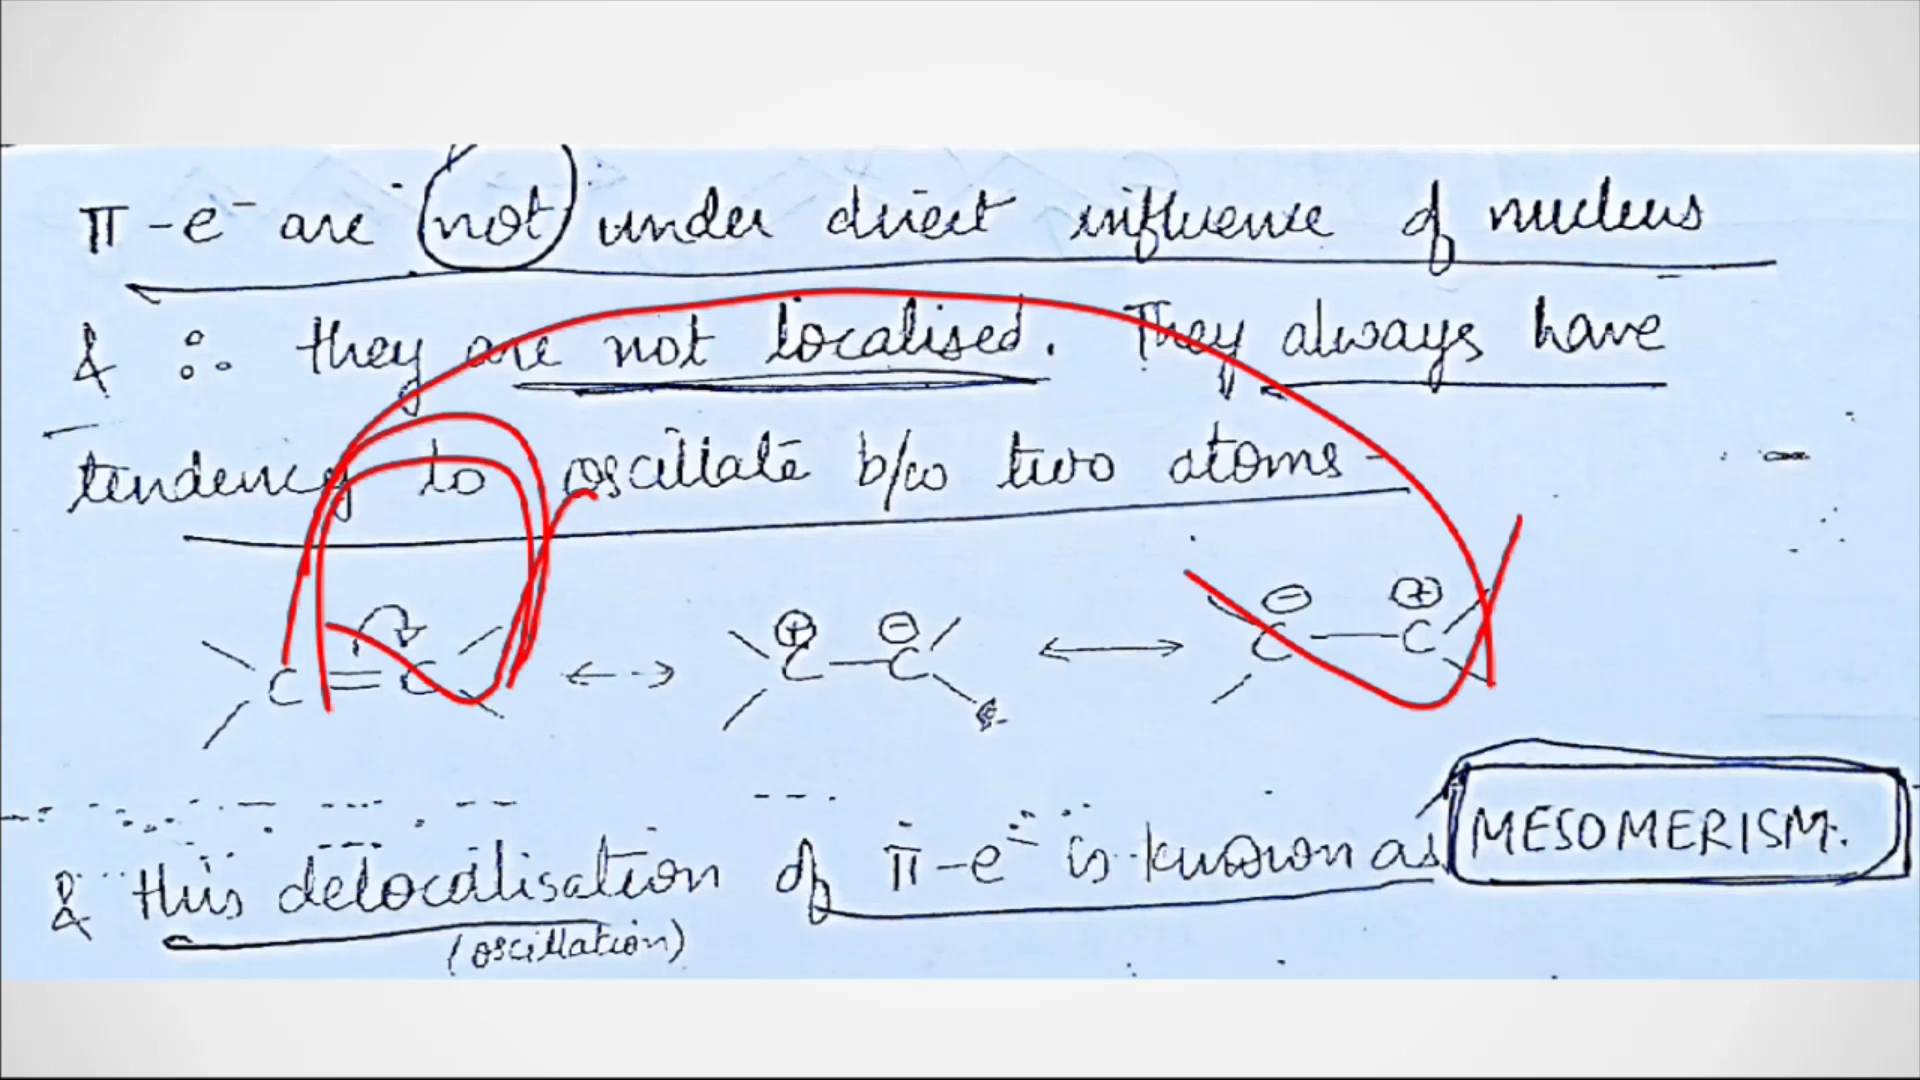 π-e⁻ are not under direct influence of nucleus
& ∴ they are not localised. They always have
tendency to oscillate b/w two atoms-
C=C ↔ ⊕C—C⊖ ↔ ⊖C—C⊕
& this delocalisation of π-e⁻ is known as MESOMERISM.
(oscillation)